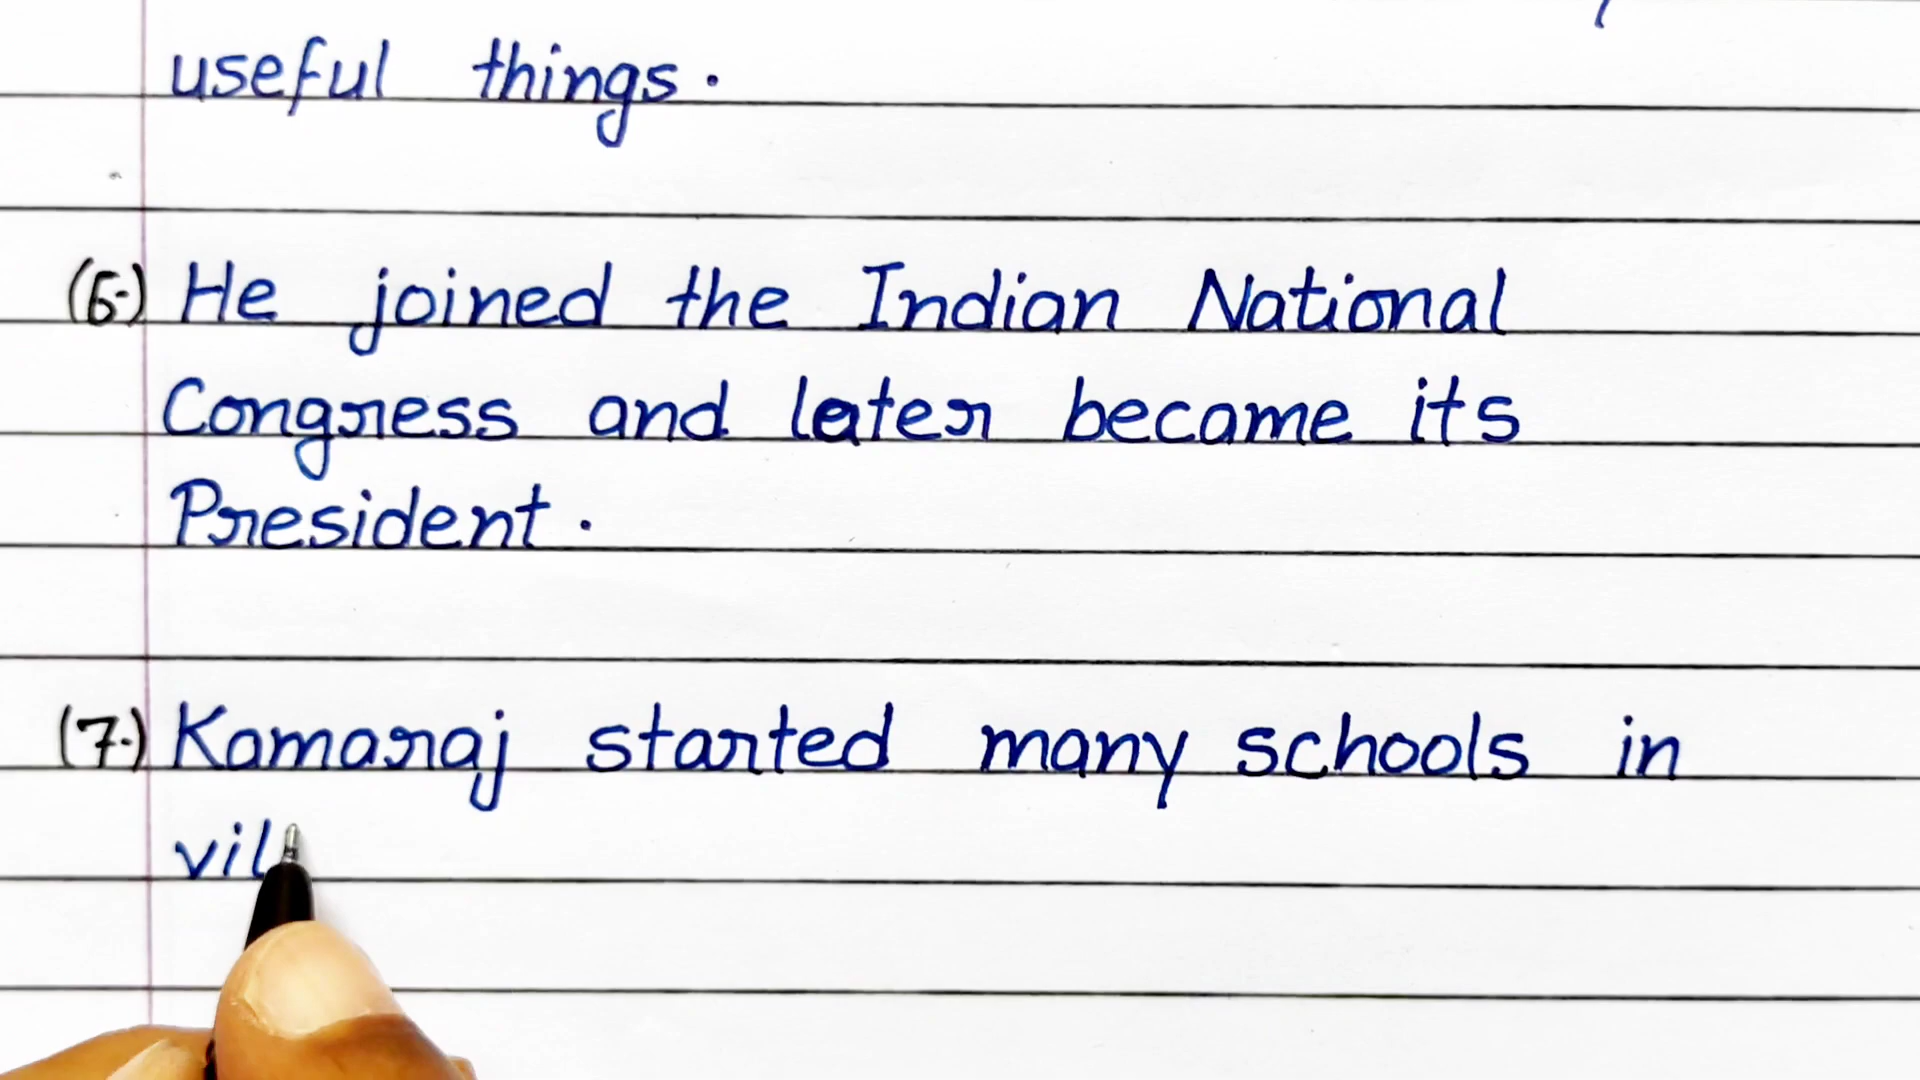 useful things.
(6.) He joined the Indian National
Congress and later became its
President.
(7.) Kamaraj started many schools in
vil